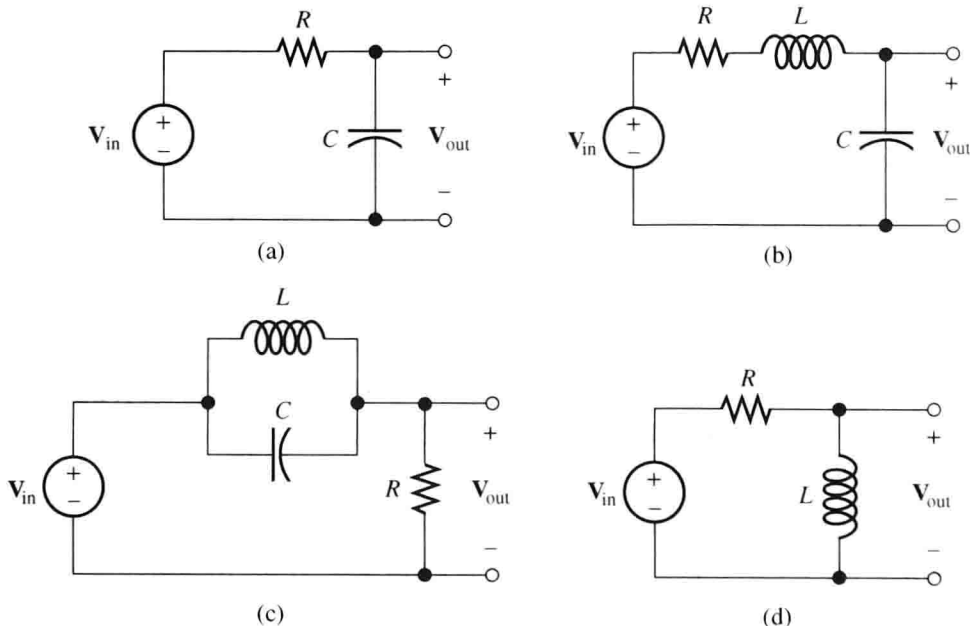 R
+
C
V_in
+
−
V_out
−
(a)
R
L
+
C
V_in
+
−
V_out
−
(b)
L
C
+
V_in
+
−
R
V_out
−
(c)
R
+
V_in
+
−
L
V_out
−
(d)